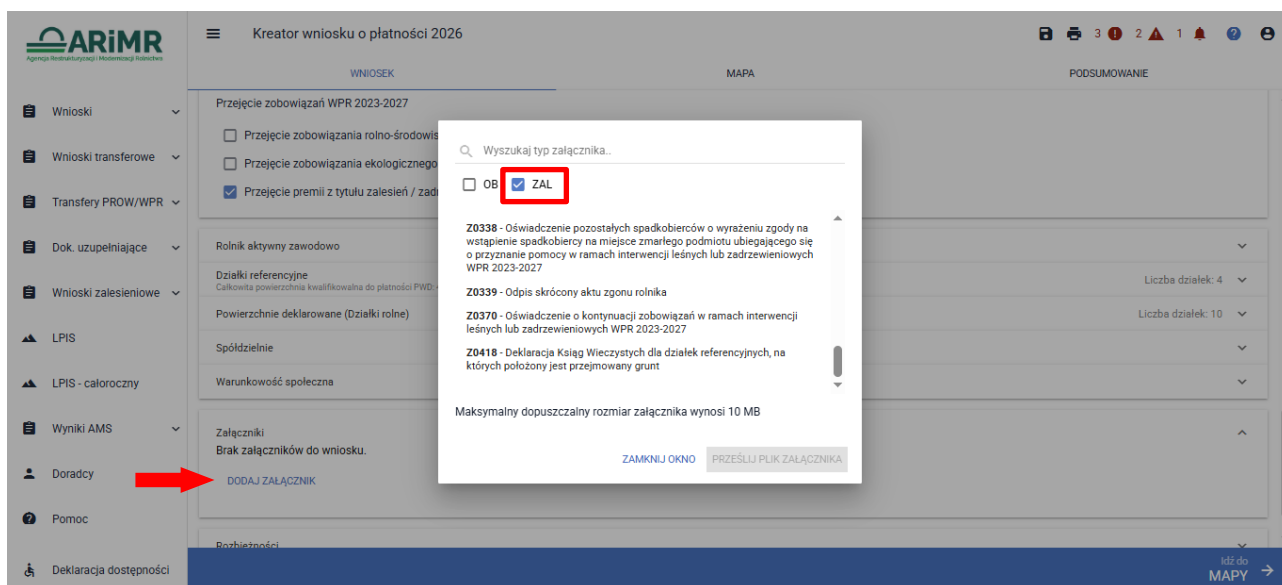 ARiMR
Agencja Restrukturyzacji i Modernizacji Rolnictwa
Kreator wniosku o płatności 2026
3 2 1
WNIOSEK MAPA PODSUMOWANIE
Wnioski
Wnioski transferowe
Transfery PROW/WPR
Dok. uzupełniające
Wnioski zalesieniowe
LPIS
LPIS - całoroczny
Wyniki AMS
Doradcy
Pomoc
Deklaracja dostępności
Przejęcie zobowiązań WPR 2023-2027
Przejęcie zobowiązania rolno-środowis
Przejęcie zobowiązania ekologicznego
Przejęcie premii z tytułu zalesień / zad
Rolnik aktywny zawodowo
Działki referencyjne
Całkowita powierzchnia kwalifikowalna do płatności PWD:
Liczba działek: 4
Powierzchnie deklarowane (Działki rolne)
Liczba działek: 10
Spółdzielnie
Warunkowość społeczna
Załączniki
Brak załączników do wniosku.
DODAJ ZAŁĄCZNIK
Rozbieżności
Wyszukaj typ załącznika..
OB ZAL
Z0338 - Oświadczenie pozostałych spadkobierców o wyrażeniu zgody na
wstąpienie spadkobiercy na miejsce zmarłego podmiotu ubiegającego się
o przyznanie pomocy w ramach interwencji leśnych lub zadrzewieniowych
WPR 2023-2027
Z0339 - Odpis skrócony aktu zgonu rolnika
Z0370 - Oświadczenie o kontynuacji zobowiązań w ramach interwencji
leśnych lub zadrzewieniowych WPR 2023-2027
Z0418 - Deklaracja Ksiąg Wieczystych dla działek referencyjnych, na
których położony jest przejmowany grunt
Maksymalny dopuszczalny rozmiar załącznika wynosi 10 MB
ZAMKNIJ OKNO PRZEŚLIJ PLIK ZAŁĄCZNIKA
Idź do
MAPY